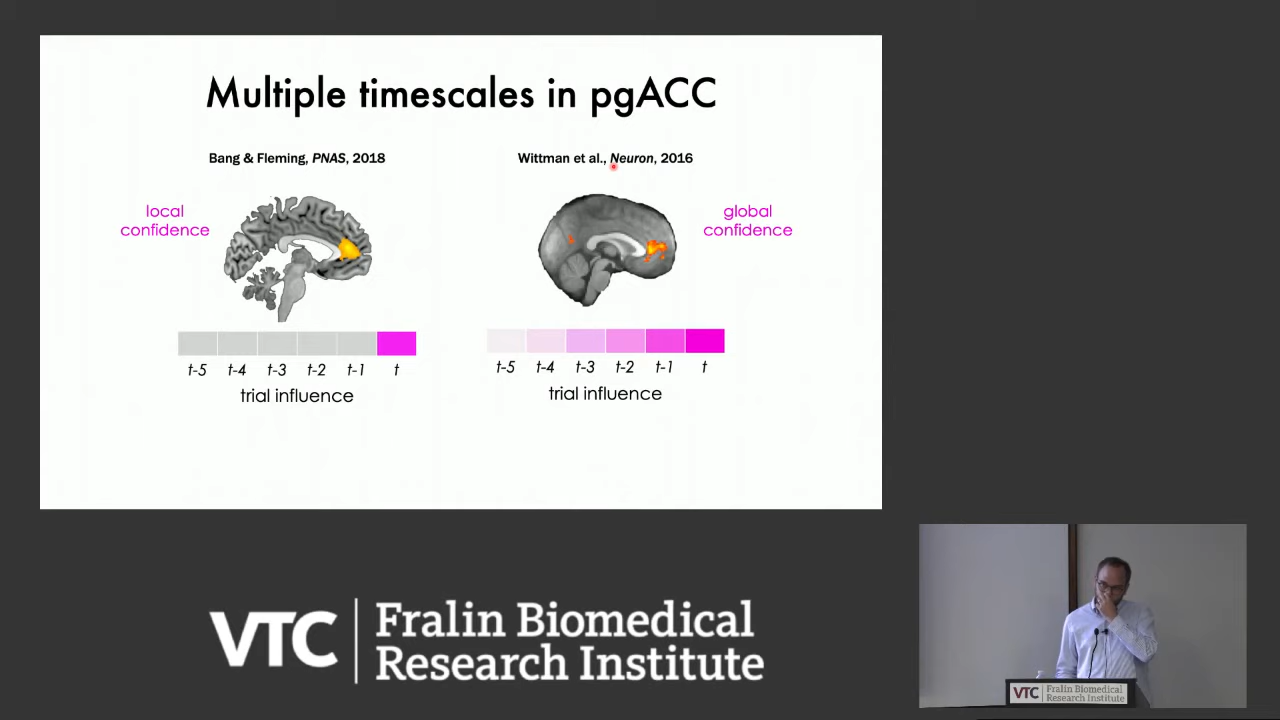 Multiple timescales in pgACC
Bang & Fleming, PNAS, 2018
Wittman et al., Neuron, 2016
local
confidence
global
confidence
t-5 t-4 t-3 t-2 t-1 t
trial influence
t-5 t-4 t-3 t-2 t-1 t
trial influence
VTC
Fralin Biomedical
Research Institute
VTC
Fralin Biomedical
Research Institute